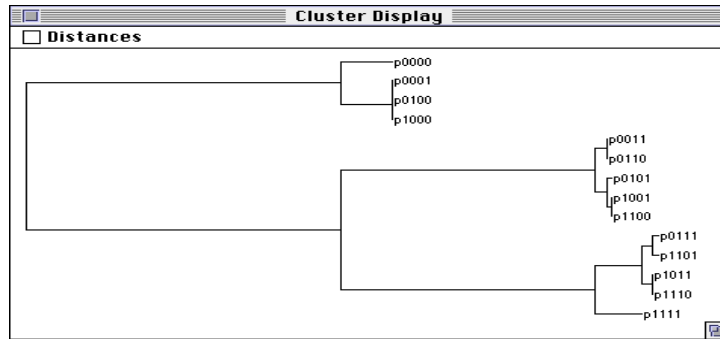 Cluster Display
Distances
p0000
p0001
p0100
p1000
p0011
p0110
p0101
p1001
p1100
p0111
p1101
p1011
p1110
p1111